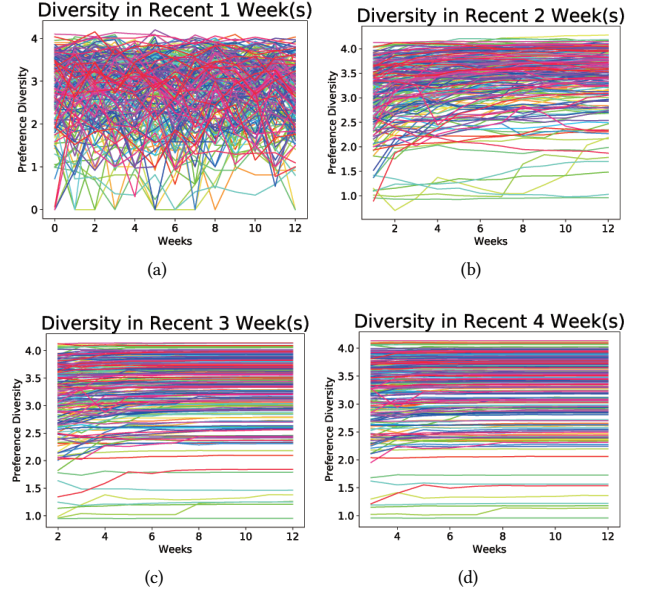 Diversity in Recent 1 Week(s)
Preference Diversity
4
3
2
1
0
0 2 4 6 8 10 12
Weeks
(a)
Diversity in Recent 2 Week(s)
Preference Diversity
4.0
3.5
3.0
2.5
2.0
1.5
1.0
2 4 6 8 10 12
Weeks
(b)
Diversity in Recent 3 Week(s)
Preference Diversity
4.0
3.5
3.0
2.5
2.0
1.5
1.0
2 4 6 8 10 12
Weeks
(c)
Diversity in Recent 4 Week(s)
Preference Diversity
4.0
3.5
3.0
2.5
2.0
1.5
1.0
4 6 8 10 12
Weeks
(d)